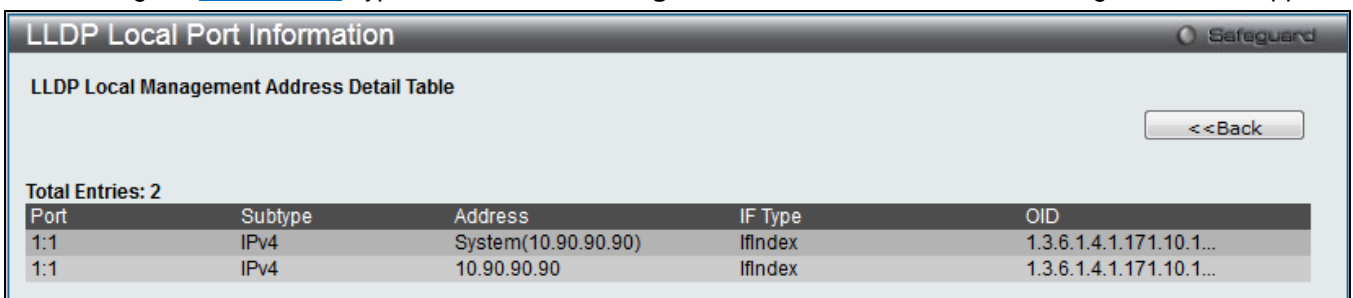 LLDP Local Port Information
Safeguard
LLDP Local Management Address Detail Table
<<Back
Total Entries: 2
Port Subtype Address IF Type OID
1:1 IPv4 System(10.90.90.90) IfIndex 1.3.6.1.4.1.171.10.1...
1:1 IPv4 10.90.90.90 IfIndex 1.3.6.1.4.1.171.10.1...